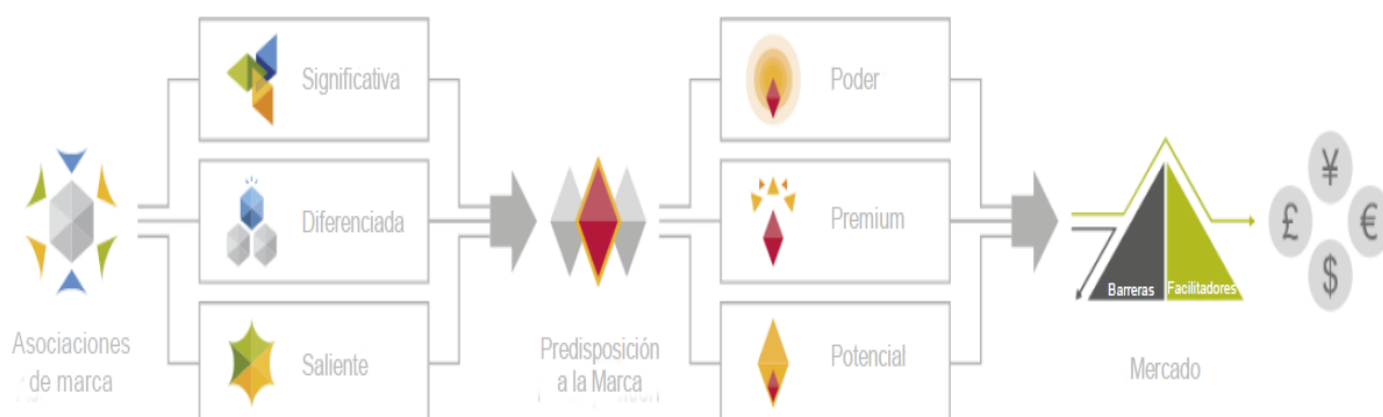 Asociaciones
de marca
Significativa
Diferenciada
Saliente
Predisposición
a la Marca
Poder
Premium
Potencial
Barreras
Facilitadores
Mercado
¥
£
€
$